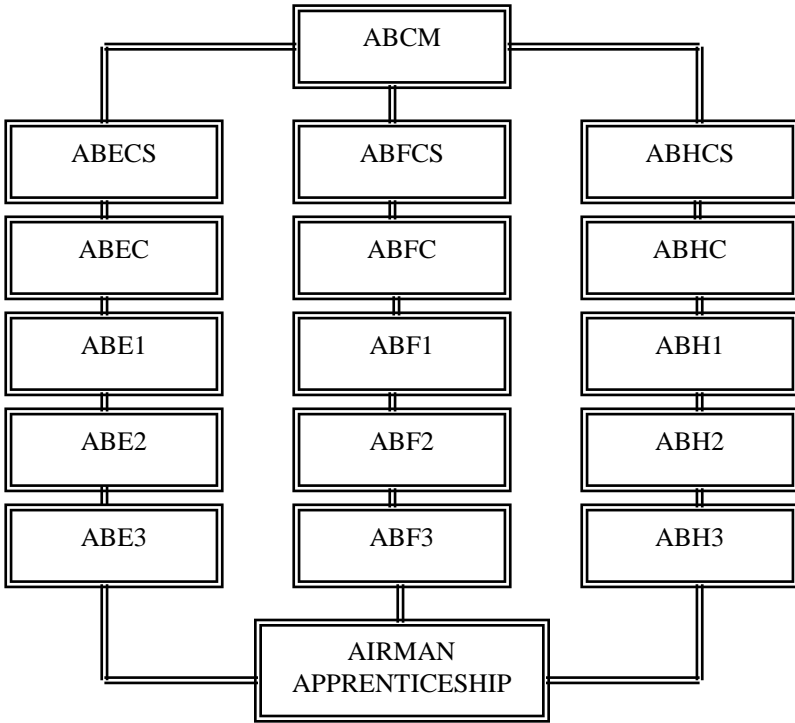 ABCM
ABECS
ABFCS
ABHCS
ABEC
ABFC
ABHC
ABE1
ABF1
ABH1
ABE2
ABF2
ABH2
ABE3
ABF3
ABH3
AIRMAN
APPRENTICESHIP